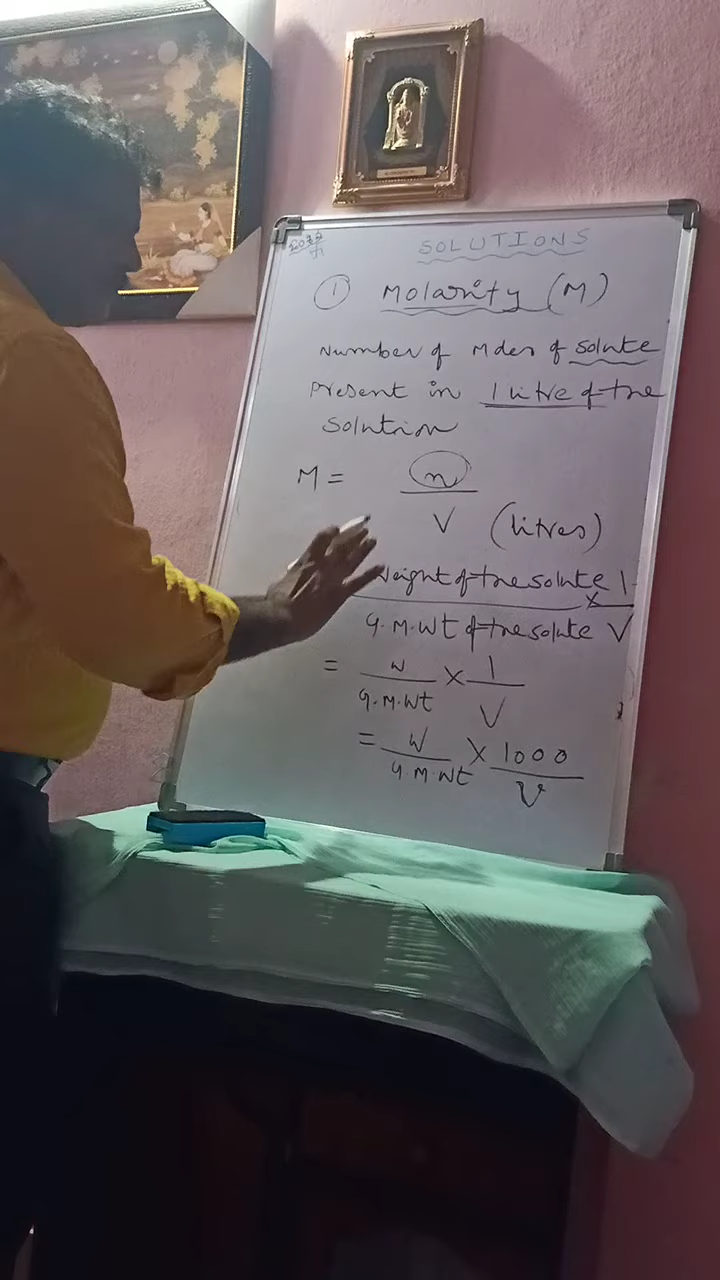 SOLUTIONS
① Molarity (M)
Number of Moles of solute
Present in 1 litre of the
Solution
M = n / V (litres)
Weight of the solute / G.M.Wt of the solute × 1 / V
= w / G.M.Wt × 1 / V
= W / G.M.Wt × 1000 / V